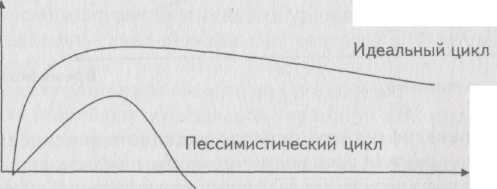 Идеальный цикл
Пессимистический цикл